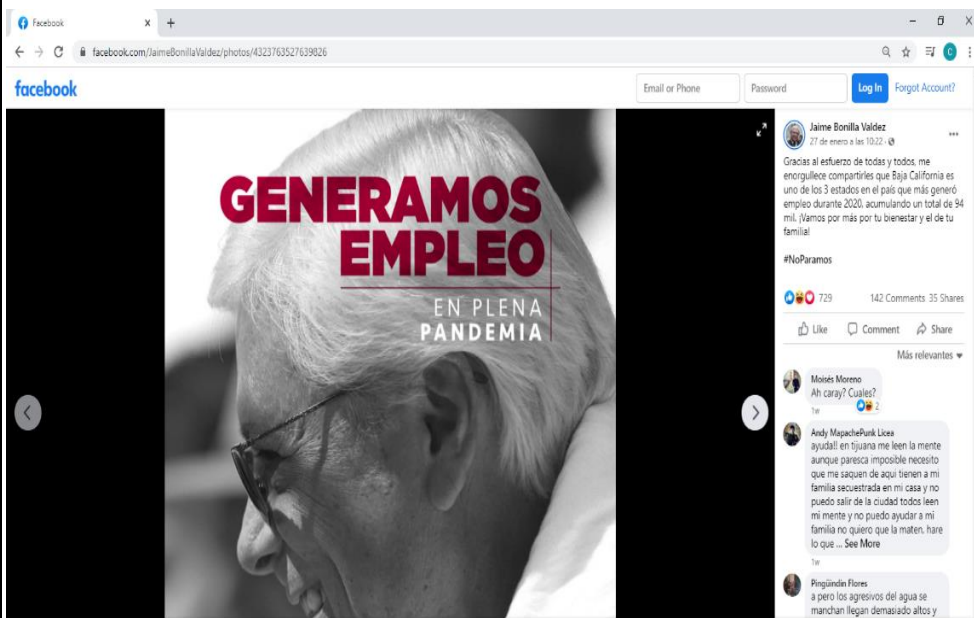 Facebook
facebook.com/JaimeBonillaValdez/photos/4323763527639826
C
facebook
Email or Phone
Password
Log In
Forgot Account?
GENERAMOS
EMPLEO
EN PLENA
PANDEMIA
Jaime Bonilla Valdez
27 de enero a las 10:22 ·
Gracias al esfuerzo de todas y todos, me
enorgullece compartirles que Baja California es
uno de los 3 estados en el país que más generó
empleo durante 2020, acumulando un total de 94
mil. ¡Vamos por más por tu bienestar y el de tu
familia!
#NoParamos
729
142 Comments 35 Shares
Like
Comment
Share
Más relevantes
Moisés Moreno
Ah caray? Cuales?
2
1w
Andy MapachePunk Licea
ayuda!! en tijuana me leen la mente
aunque paresca imposible necesito
que me saquen de aqui tienen a mi
familia secuestrada en mi casa y no
puedo salir de la ciudad todos leen
mi mente y no puedo ayudar a mi
familia no quiero que la maten, hare
lo que ... See More
1w
Pingüindin Flores
a pero los agresivos del agua se
manchan llegan demasiado altos y